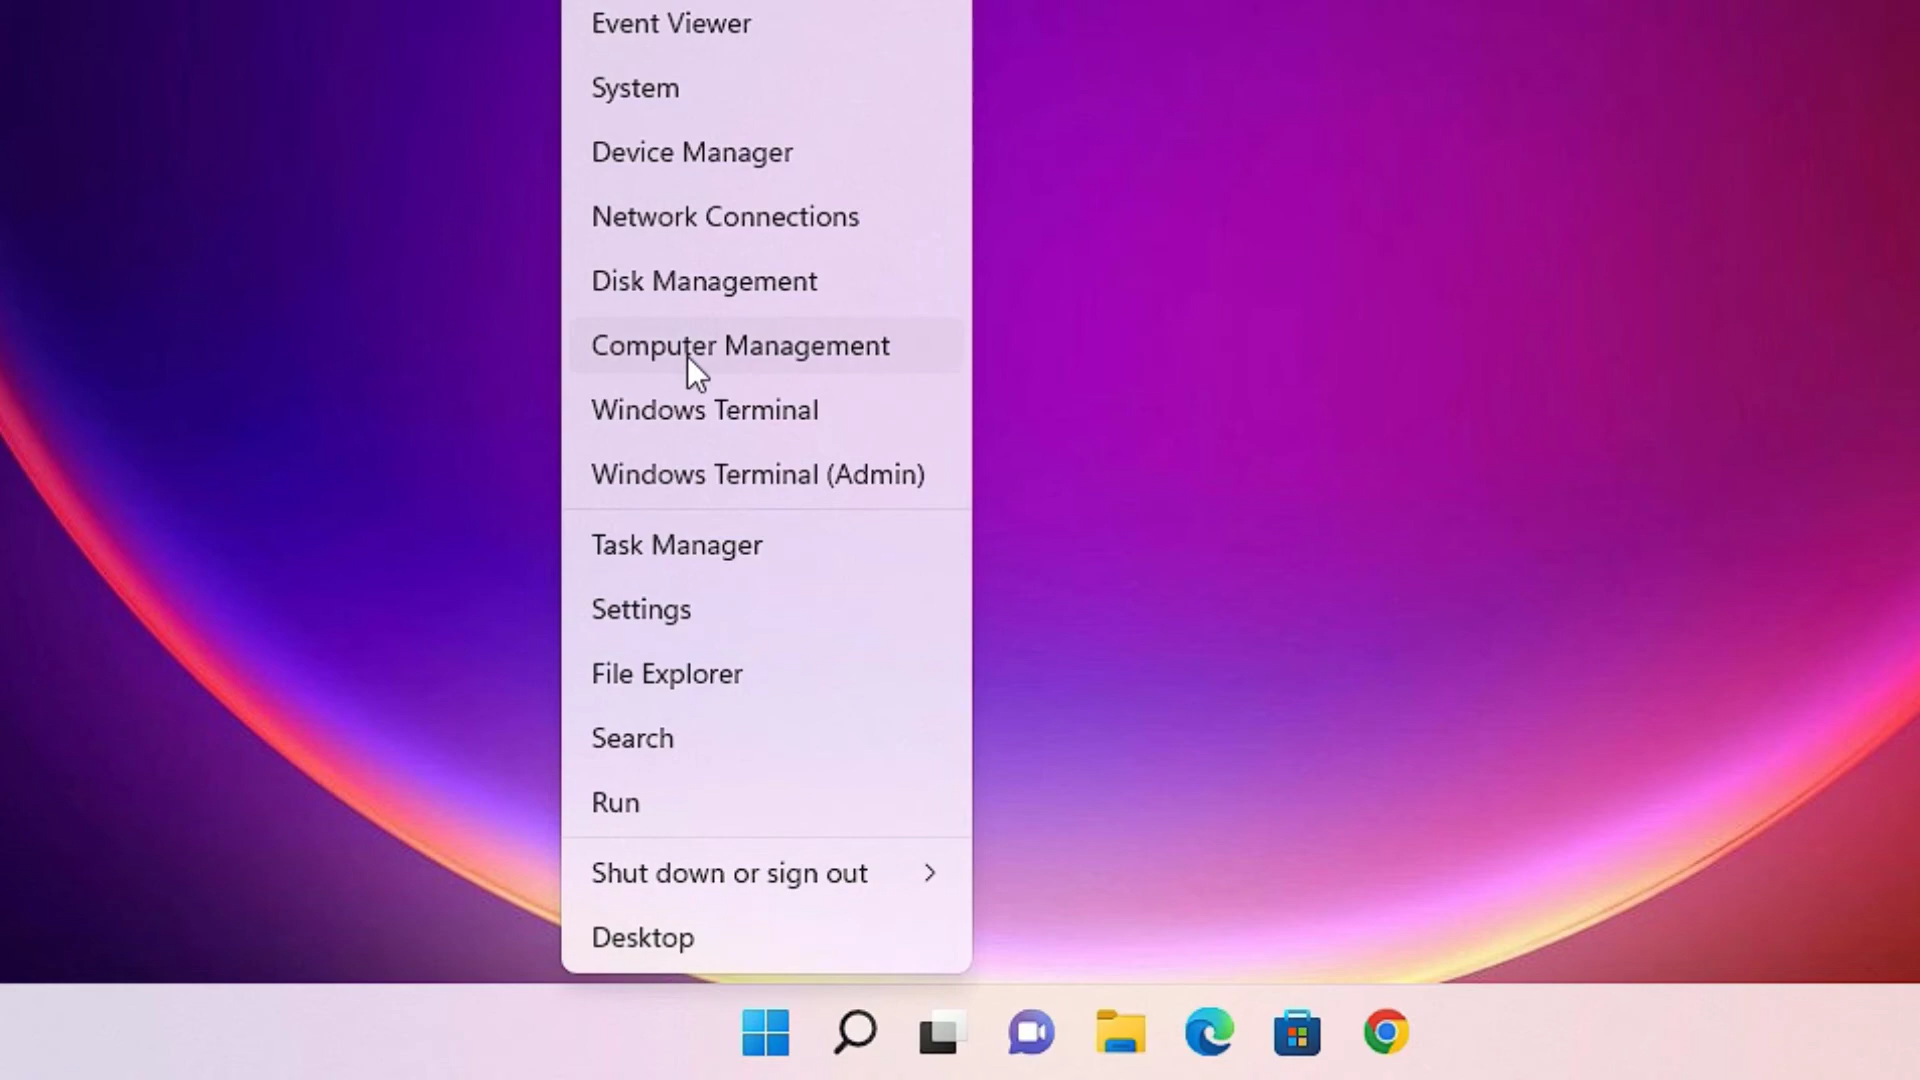 Event Viewer
System
Device Manager
Network Connections
Disk Management
Computer Management
Windows Terminal
Windows Terminal (Admin)
Task Manager
Settings
File Explorer
Search
Run
Shut down or sign out
Desktop